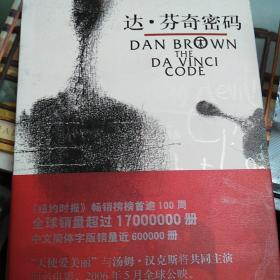 达·芬奇密码
DAN BROWN
THE
DA VINCI
CODE
《纽约时报》畅销榜榜首逾100周
全球销量超过17000000册
中文简体字版销量近600000册
“天使爱美丽”与汤姆·汉克斯将共同主演
同名电影，2006年5月全球公映。